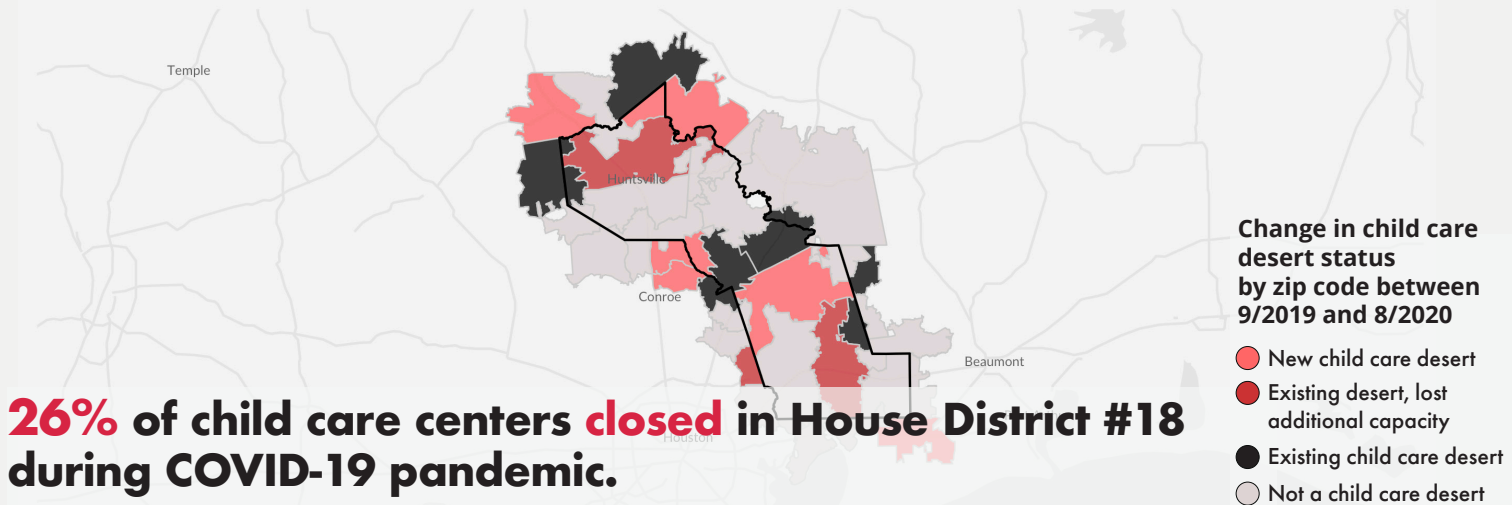 Temple
Huntsville
Conroe
Beaumont
Houston
26% of child care centers closed in House District #18
during COVID-19 pandemic.
Change in child care
desert status
by zip code between
9/2019 and 8/2020
New child care desert
Existing desert, lost
additional capacity
Existing child care desert
Not a child care desert